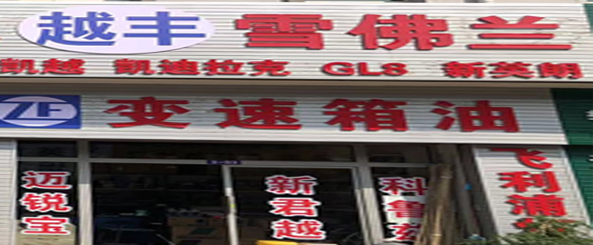 越丰 雪佛兰
凯越 凯迪拉克 GL8 新英朗
ZF 变速箱油
迈锐宝
新君越
科鲁兹
飞利浦